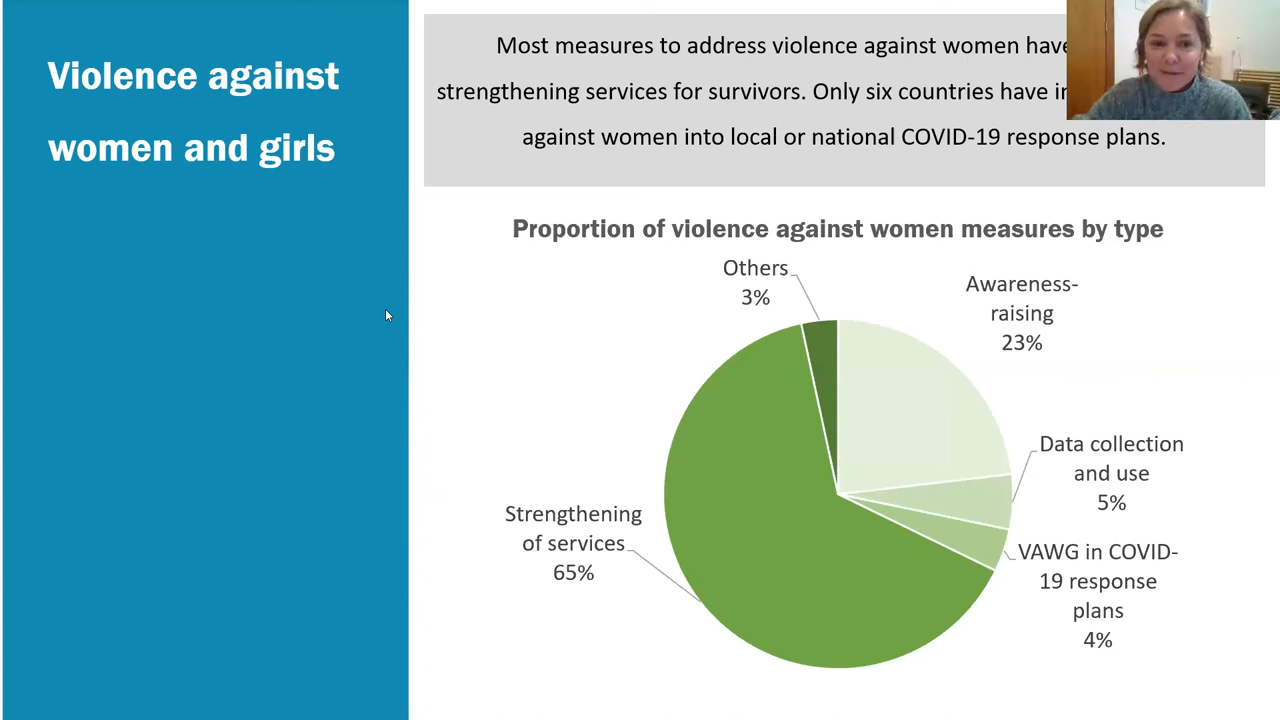 Violence against
women and girls
Most measures to address violence against women have
strengthening services for survivors. Only six countries have
against women into local or national COVID-19 response plans.
Proportion of violence against women measures by type
Others
3%
Awareness-
raising
23%
Data collection
and use
5%
VAWG in COVID-
19 response
plans
4%
Strengthening
of services
65%